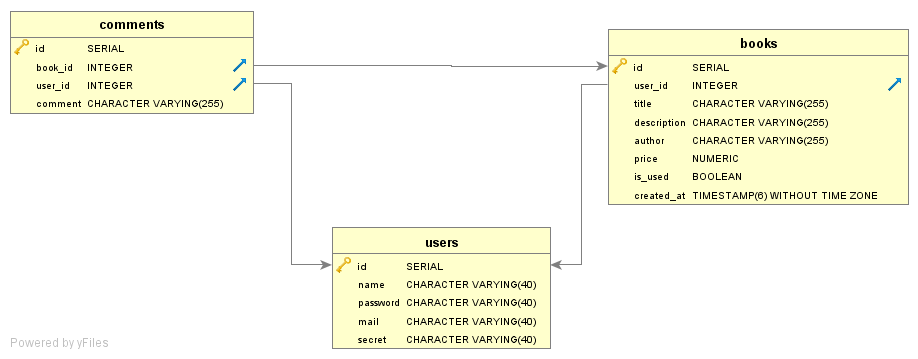 comments
id SERIAL
book_id INTEGER
user_id INTEGER
comment CHARACTER VARYING(255)
books
id SERIAL
user_id INTEGER
title CHARACTER VARYING(255)
description CHARACTER VARYING(255)
author CHARACTER VARYING(255)
price NUMERIC
is_used BOOLEAN
created_at TIMESTAMP(6) WITHOUT TIME ZONE
users
id SERIAL
name CHARACTER VARYING(40)
password CHARACTER VARYING(40)
mail CHARACTER VARYING(40)
secret CHARACTER VARYING(40)
Powered by yFiles